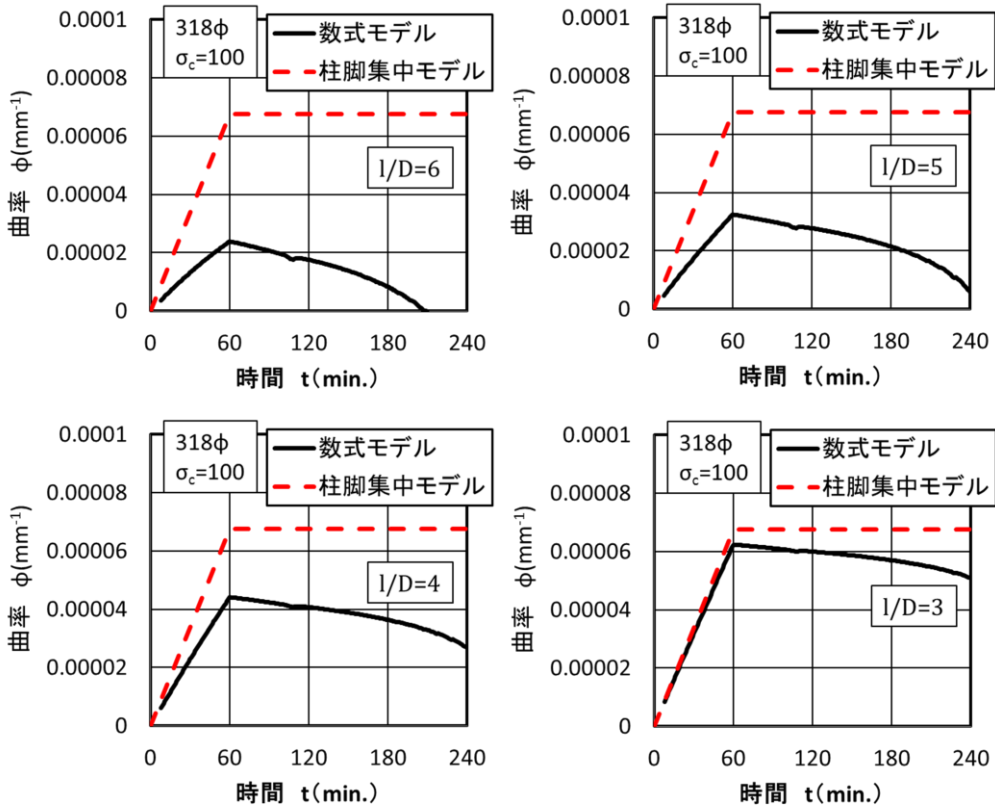 曲率 φ(mm⁻¹)
0.0001
0.00008
0.00006
0.00004
0.00002
0
318φ
σc=100
数式モデル
柱脚集中モデル
l/D=6
0 60 120 180 240
時間 t(min.)
曲率 φ(mm⁻¹)
0.0001
0.00008
0.00006
0.00004
0.00002
0
318φ
σc=100
数式モデル
柱脚集中モデル
l/D=5
0 60 120 180 240
時間 t(min.)
曲率 φ(mm⁻¹)
0.0001
0.00008
0.00006
0.00004
0.00002
0
318φ
σc=100
数式モデル
柱脚集中モデル
l/D=4
0 60 120 180 240
時間 t(min.)
曲率 φ(mm⁻¹)
0.0001
0.00008
0.00006
0.00004
0.00002
0
318φ
σc=100
数式モデル
柱脚集中モデル
l/D=3
0 60 120 180 240
時間 t(min.)